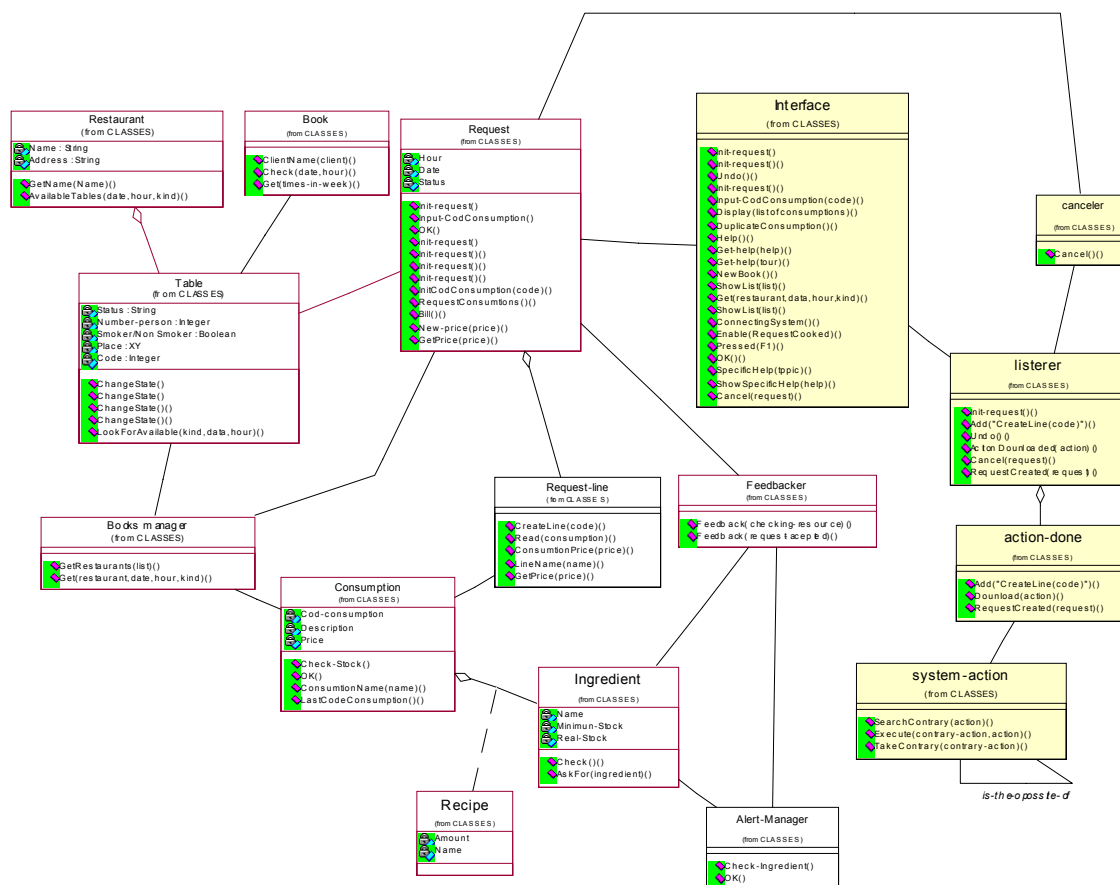 Restaurant
(from CLASSES)
Name : String
Address : String
GetName(Name)()
AvailableTables(date,hour,kind)()
Book
(from CLASSES)
ClientName(client)()
Check(date,hour)()
Get(times-in-week)()
Request
(from CLASSES)
Hour
Date
Status
Init-request()
Input-CodConsumption()
OK()
Init-request()
Init-request()()
Init-request()()
Init-request()()
InitCodConsumption(code)()
RequestConsumtions()()
Bill()()
New-price(price)()
GetPrice(price)()
Interface
(from CLASSES)
Init-request()
Init-request()()
Undo()()
Init-request()()
Input-CodConsumption(code)()
Display(listofconsumptions)()
DuplicateConsumption()()
Help()()
Get-help(help)()
Get-help(tour)()
NewBook()()
ShowList(list)()
Get(restaurant,data,hour,kind)()
ShowList(list)()
ConnectingSystem()()
Enable(RequestCooked)()
Pressed(F1)()
OK()()
SpecificHelp(tppic)()
ShowSpecificHelp(help)()
Cancel(request)()
canceler
(from CLASSES)
Cancel()()
Table
(from CLASSES)
Status : String
Number-person : Integer
Smoker/Non Smoker : Boolean
Place : XY
Code : Integer
ChangeState()
ChangeState()
ChangeState()()
ChangeState()()
LookForAvailable(kind,data,hour)()
listerer
(from CLASSES)
Init-request()()
Add("CreateLine(code)")()
Undo()()
Action Dounloaded(action)()
Cancel(request)()
RequestCreated(request)()
Books manager
(from CLASSES)
GetRestaurants(list)()
Get(restaurant,date,hour,kind)()
Request-line
(from CLASSES)
CreateLine(code)()
Read(consumption)()
ConsumtionPrice(price)()
LineName(name)()
GetPrice(price)()
Feedbacker
(from CLASSES)
Feedback(checking-resource)()
Feedback(request acepted)()
action-done
(from CLASSES)
Add("CreateLine(code)")()
Dounload(action)()
RequestCreated(request)()
Consumption
(from CLASSES)
Cod-consumption
Description
Price
Check-Stock()
OK()
ConsumtionName(name)()
LastCodeConsumption()()
Ingredient
(from CLASSES)
Name
Minimun-Stock
Real-Stock
Check()()
AskFor(ingredient)()
system-action
(from CLASSES)
SearchContrary(action)()
Execute(contrary-action,action)()
TakeContrary(contrary-action)()
is-the-opossite-of
Recipe
(from CLASSES)
Amount
Name
Alert-Manager
(from CLASSES)
Check-Ingredient()
OK()